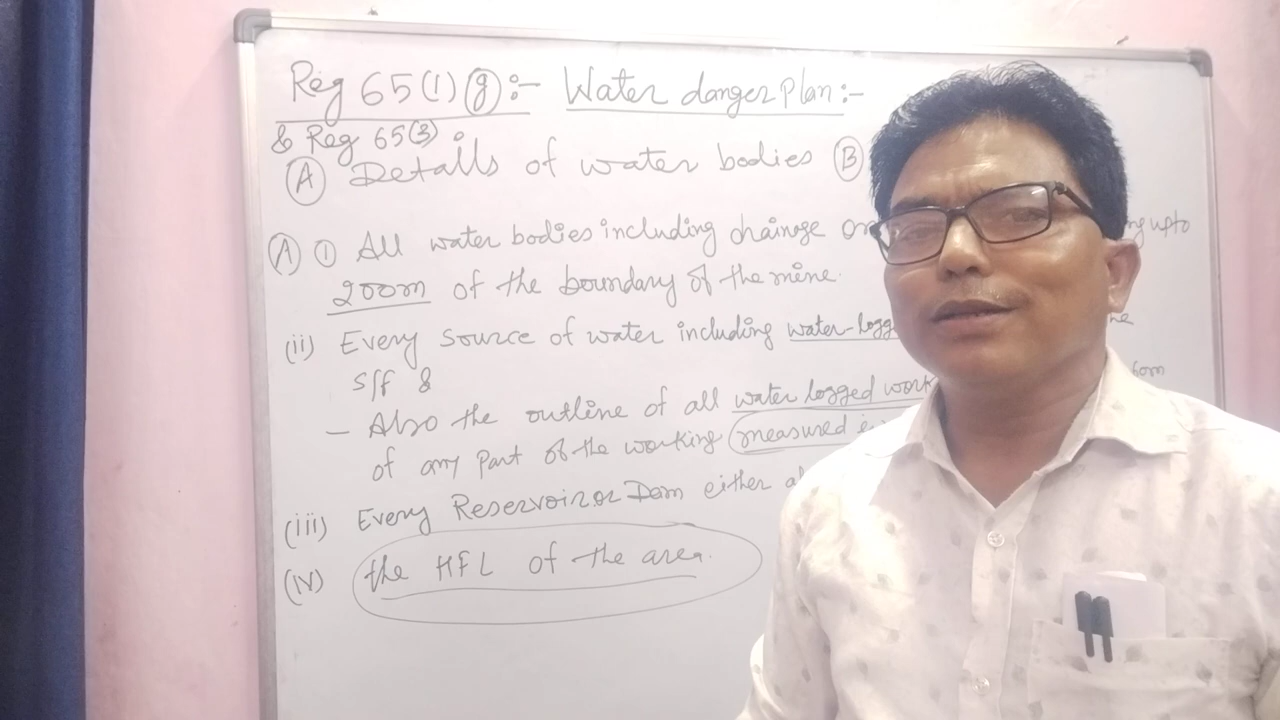 Reg 65(1)(g):- Water danger plan:-
& Reg 65(3)
(A) Details of water bodies (B)
(A) (1) All water bodies including drainage upto
200m of the boundary of the mine.
(ii) Every source of water including water-logg
s/f &
- Also the outline of all water logged work
of any part of the working measured
(iii) Every Reservoir or Dam either
(iv) the HFL of the area.